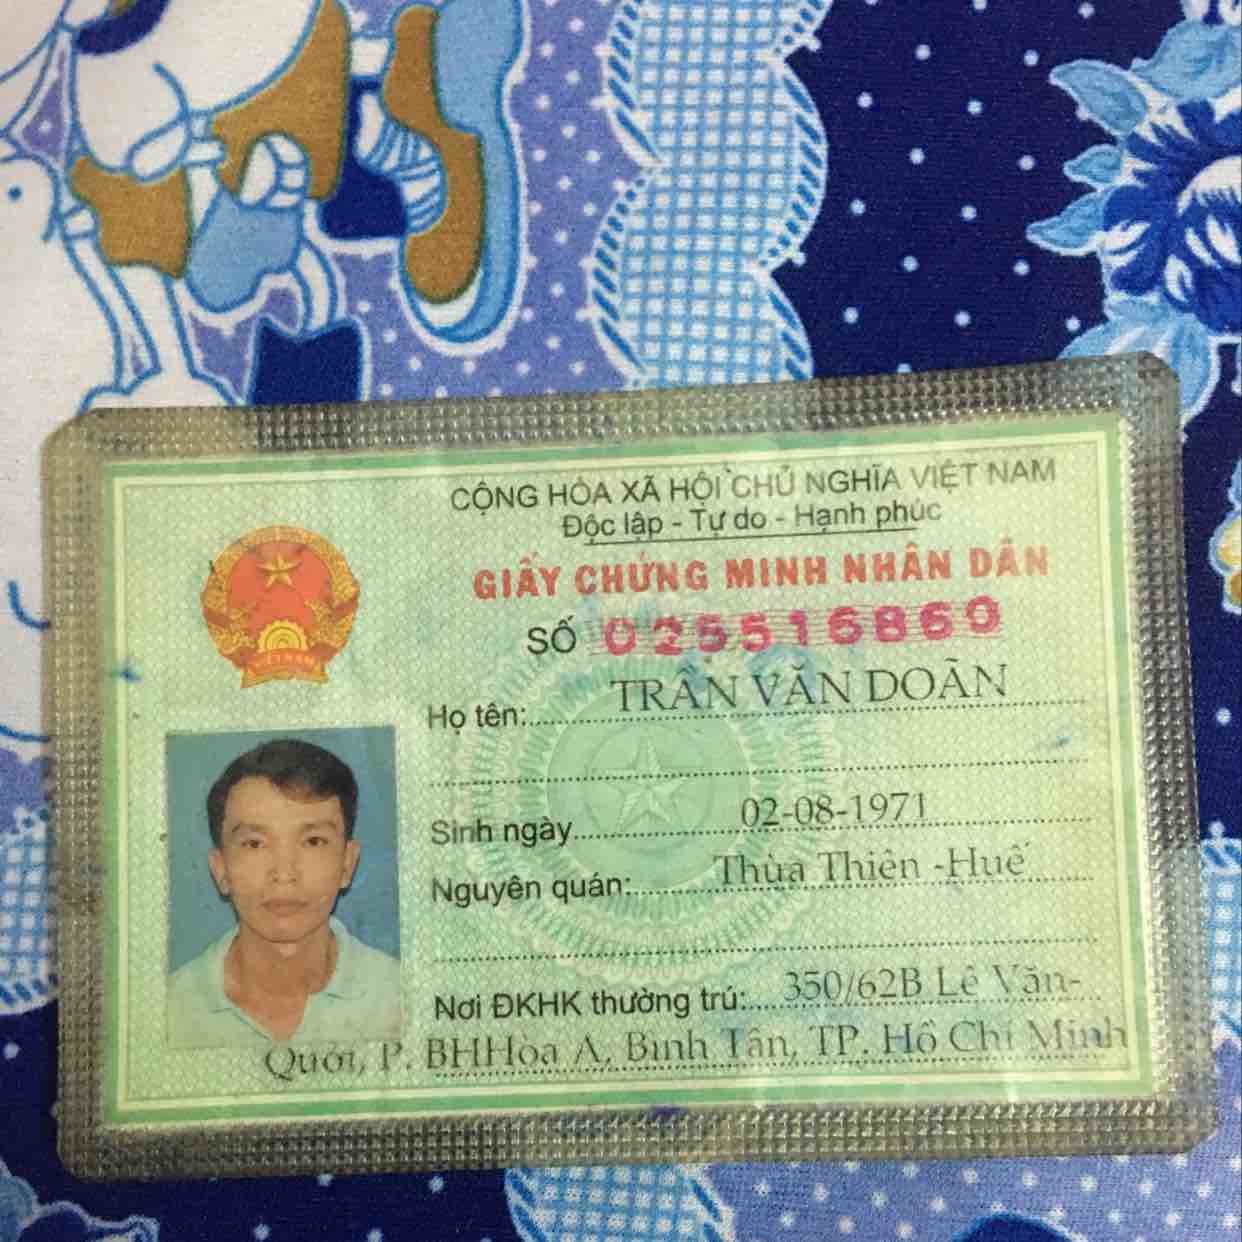 CỘNG HÒA XÃ HỘI CHỦ NGHĨA VIỆT NAM
Độc lập - Tự do - Hạnh phúc
GIẤY CHỨNG MINH NHÂN DÂN
SỐ 025516860
Họ tên: TRẦN VĂN DOÃN
Sinh ngày 02-08-1971
Nguyên quán: Thừa Thiên -Huế
Nơi ĐKHK thường trú: 350/62B Lê Văn-
Quới, P. BHHòa A, Bình Tân, TP. Hồ Chí Minh
VIỆT NAM